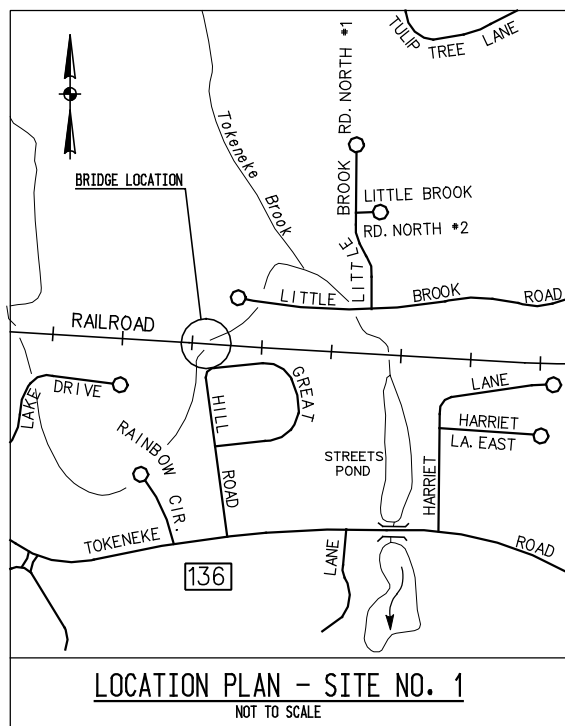 TULIP TREE LANE
RD. NORTH #1
BROOK
LITTLE
Tokeneke Brook
BRIDGE LOCATION
LITTLE BROOK
RD. NORTH #2
LITTLE BROOK ROAD
RAILROAD
LAKE DRIVE
GREAT
HILL
ROAD
RAINBOW CIR.
LANE
HARRIET
LA. EAST
HARRIET
STREETS
POND
TOKENEKE
ROAD
LANE
136
LOCATION PLAN - SITE NO. 1
NOT TO SCALE